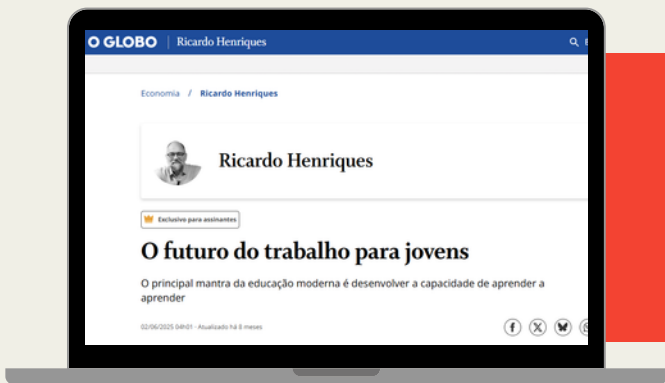 O GLOBO | Ricardo Henriques
Economia / Ricardo Henriques
Ricardo Henriques
Exclusivo para assinantes
O futuro do trabalho para jovens
O principal mantra da educação moderna é desenvolver a capacidade de aprender a
aprender
02/06/2025 04h01 · Atualizado há 8 meses